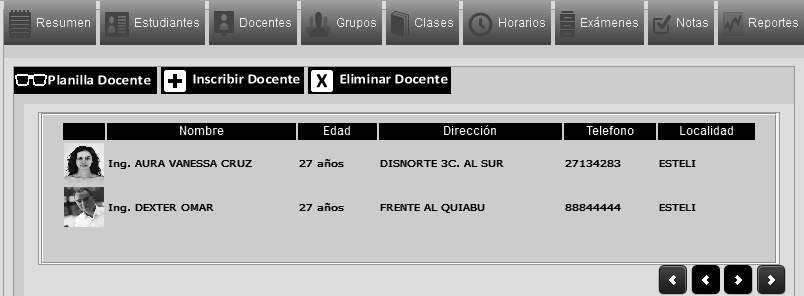 Resumen Estudiantes Docentes Grupos Clases Horarios Exámenes Notas Reportes
Planilla Docente Inscribir Docente X Eliminar Docente
Nombre Edad Dirección Telefono Localidad
Ing. AURA VANESSA CRUZ 27 años DISNORTE 3C. AL SUR 27134283 ESTELI
Ing. DEXTER OMAR 27 años FRENTE AL QUIABU 88844444 ESTELI